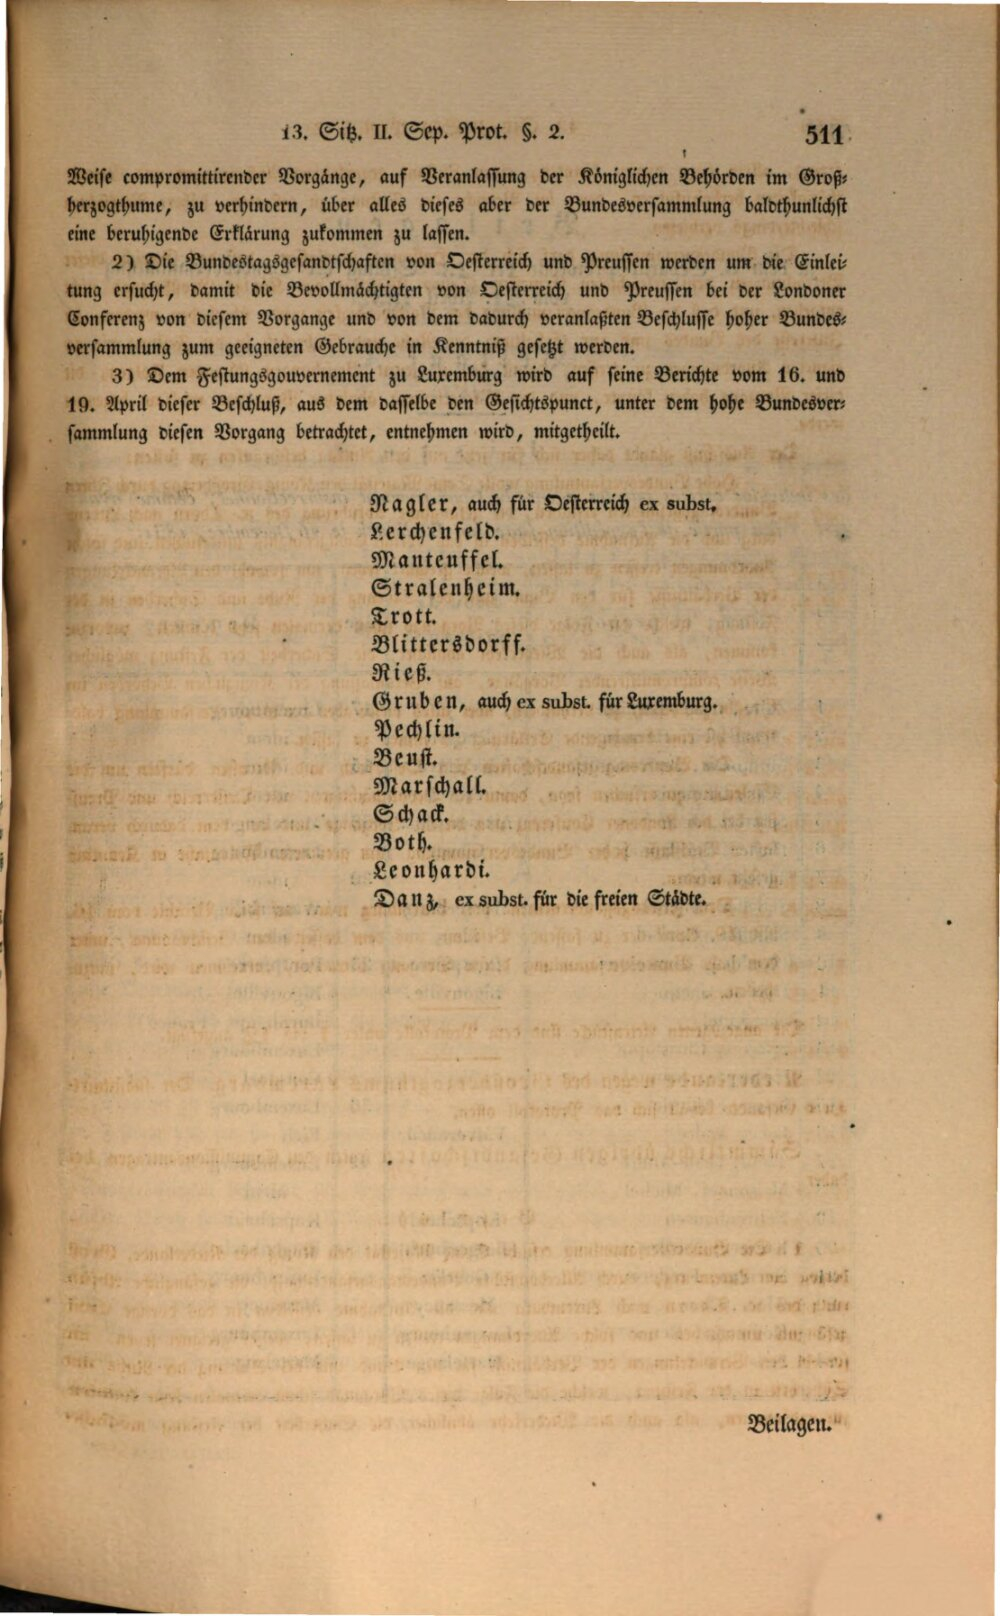 13. Sitz. II. Sep. Prot. §. 2. 511
Weise compromittirender Vorgänge, auf Veranlassung der Königlichen Behörden im Groß-
herzogthume, zu verhindern, über alles dieses aber der Bundesversammlung baldthunlichst
eine beruhigende Erklärung zukommen zu lassen.
2) Die Bundestagsgesandtschaften von Oesterreich und Preussen werden um die Einlei-
tung ersucht, damit die Bevollmächtigten von Oesterreich und Preussen bei der Londoner
Conferenz von diesem Vorgange und von dem dadurch veranlaßten Beschlusse hoher Bundes-
versammlung zum geeigneten Gebrauche in Kenntniß gesetzt werden.
3) Dem Festungsgouvernement zu Luxemburg wird auf seine Berichte vom 16. und
19. April dieser Beschluß, aus dem dasselbe den Gesichtspunct, unter dem hohe Bundesver-
sammlung diesen Vorgang betrachtet, entnehmen wird, mitgetheilt.
Nagler, auch für Oesterreich ex subst.
Lerchenfeld.
Manteuffel.
Stralenheim.
Trott.
Blittersdorff.
Rieß.
Gruben, auch ex subst. für Luxemburg.
Pechlin.
Beust.
Marschall.
Schack.
Both.
Leonhardi.
Danz, ex subst. für die freien Städte.
Beilagen.